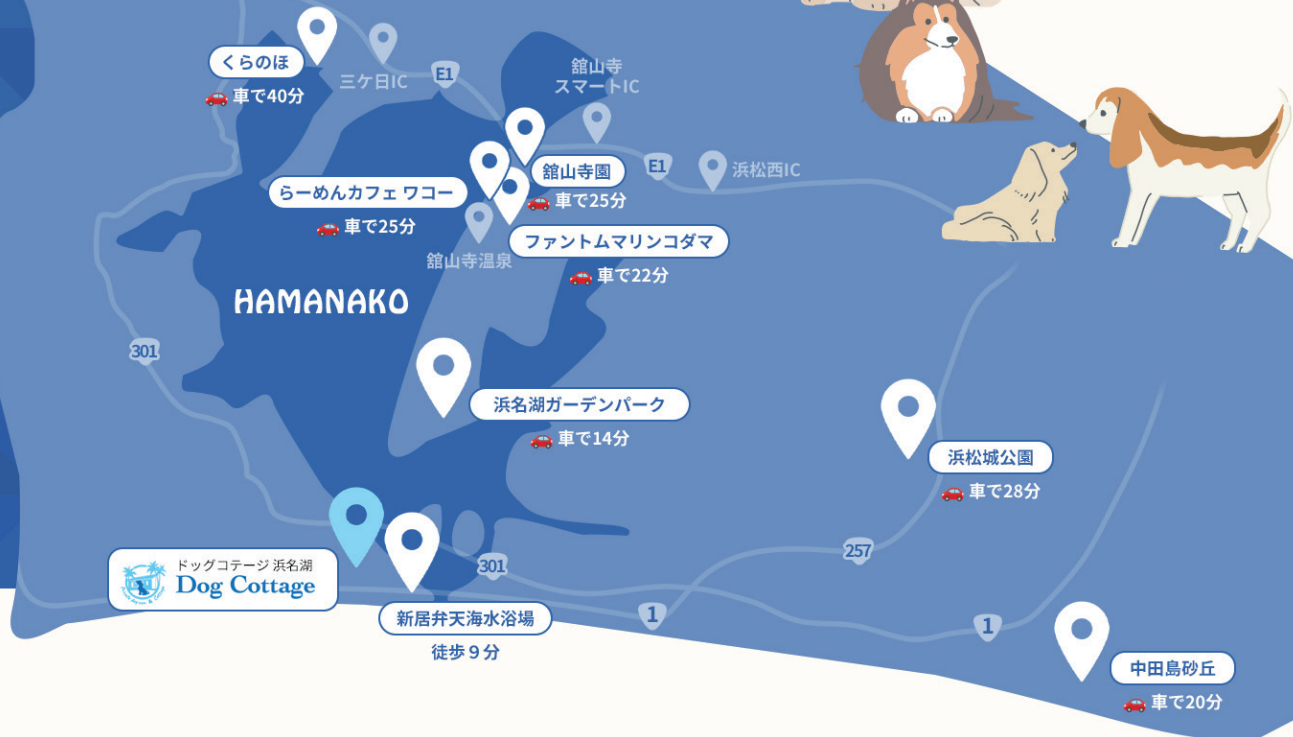 くらのほ
車で40分
三ケ日IC
E1
舘山寺
スマートIC
舘山寺園
車で25分
E1
浜松西IC
らーめんカフェ ワコー
車で25分
ファントムマリンコダマ
車で22分
舘山寺温泉
HAMANAKO
301
浜名湖ガーデンパーク
車で14分
浜松城公園
車で28分
257
ドッグコテージ 浜名湖
Dog Cottage
301
新居弁天海水浴場
徒歩９分
1
1
中田島砂丘
車で20分